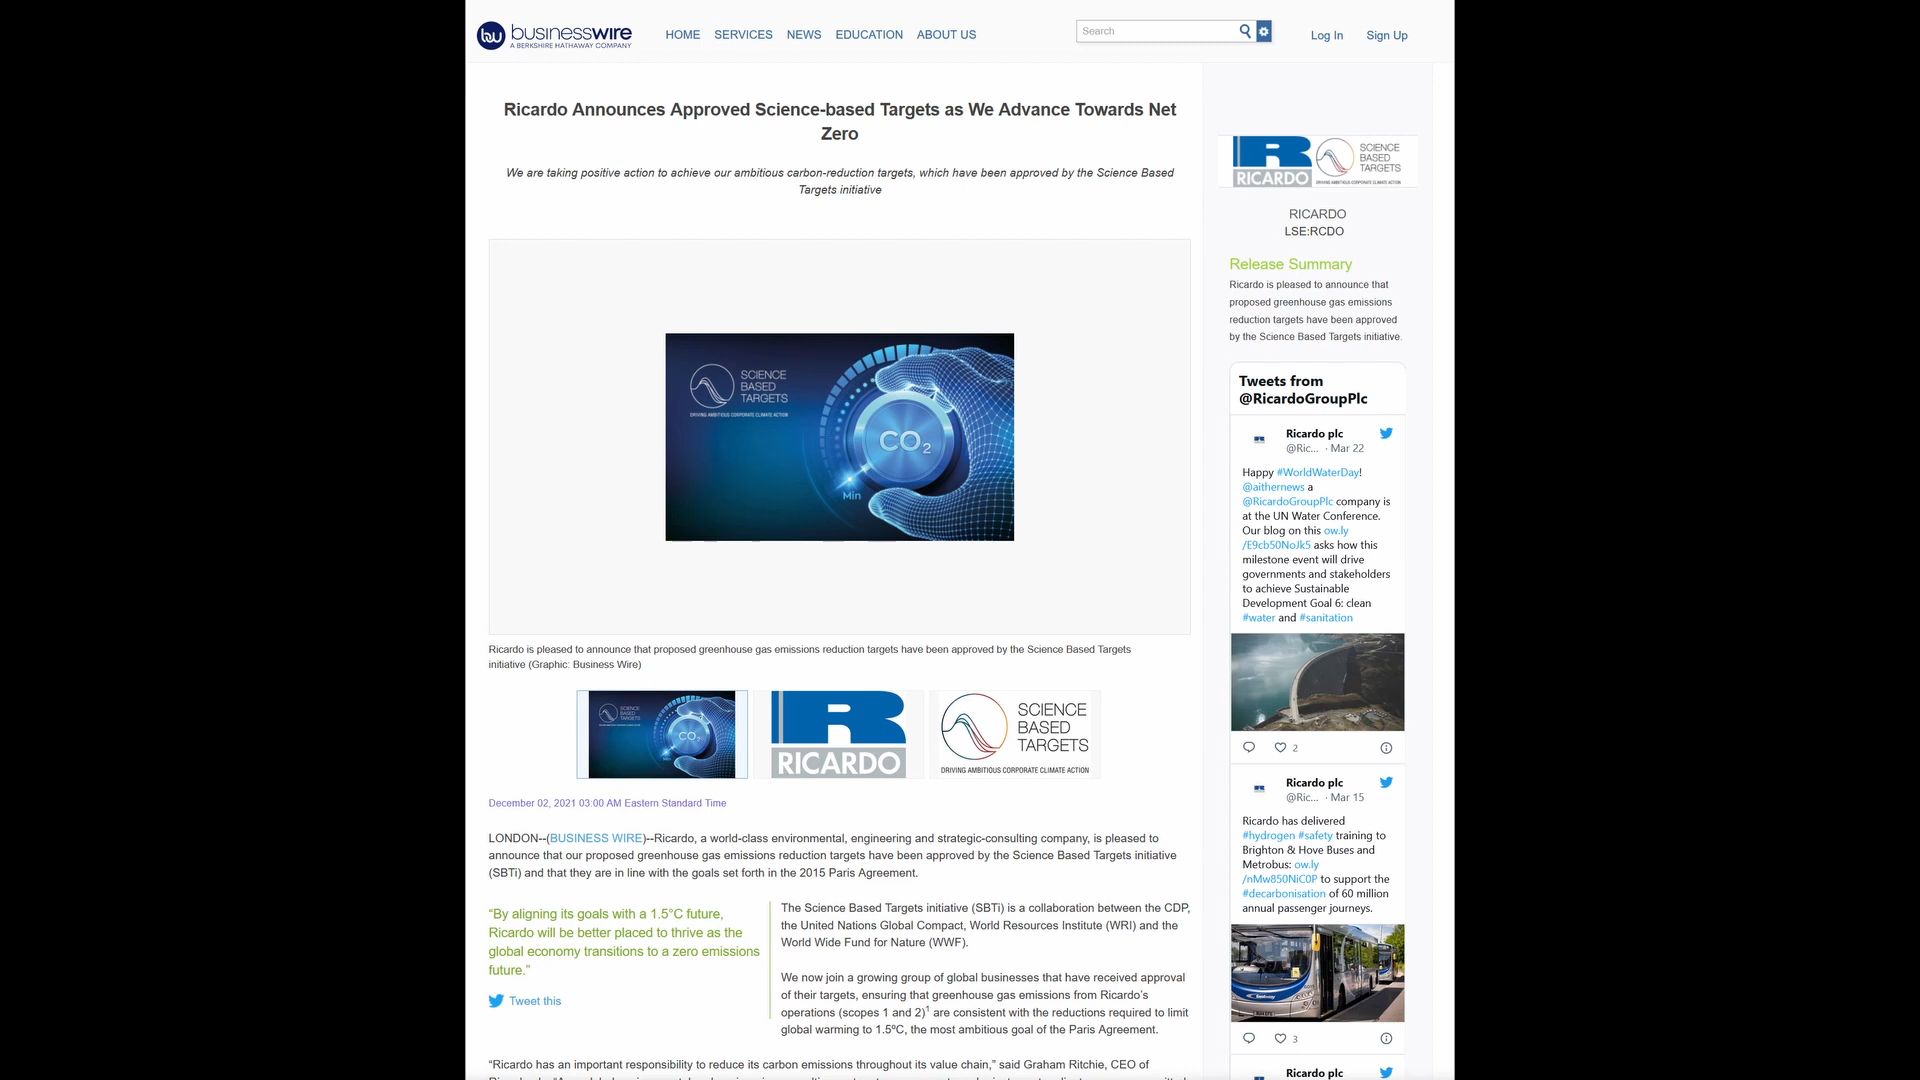 businesswire
A BERKSHIRE HATHAWAY COMPANY
HOME SERVICES NEWS EDUCATION ABOUT US
Search
Log In Sign Up
Ricardo Announces Approved Science-based Targets as We Advance Towards Net
Zero
We are taking positive action to achieve our ambitious carbon-reduction targets, which have been approved by the Science Based
Targets initiative
SCIENCE
BASED
TARGETS
DRIVING AMBITIOUS CORPORATE CLIMATE ACTION
CO2
Min
Ricardo is pleased to announce that proposed greenhouse gas emissions reduction targets have been approved by the Science Based Targets
initiative (Graphic: Business Wire)
SCIENCE
BASED
TARGETS
CO2
R
RICARDO
SCIENCE
BASED
TARGETS
DRIVING AMBITIOUS CORPORATE CLIMATE ACTION
December 02, 2021 03:00 AM Eastern Standard Time
LONDON--(BUSINESS WIRE)--Ricardo, a world-class environmental, engineering and strategic-consulting company, is pleased to
announce that our proposed greenhouse gas emissions reduction targets have been approved by the Science Based Targets initiative
(SBTi) and that they are in line with the goals set forth in the 2015 Paris Agreement.
“By aligning its goals with a 1.5°C future,
Ricardo will be better placed to thrive as the
global economy transitions to a zero emissions
future.”
Tweet this
The Science Based Targets initiative (SBTi) is a collaboration between the CDP,
the United Nations Global Compact, World Resources Institute (WRI) and the
World Wide Fund for Nature (WWF).
We now join a growing group of global businesses that have received approval
of their targets, ensuring that greenhouse gas emissions from Ricardo’s
operations (scopes 1 and 2)1 are consistent with the reductions required to limit
global warming to 1.5ºC, the most ambitious goal of the Paris Agreement.
“Ricardo has an important responsibility to reduce its carbon emissions throughout its value chain,” said Graham Ritchie, CEO of
R
RICARDO
SCIENCE
BASED
TARGETS
DRIVING AMBITIOUS CORPORATE CLIMATE ACTION
RICARDO
LSE:RCDO
Release Summary
Ricardo is pleased to announce that
proposed greenhouse gas emissions
reduction targets have been approved
by the Science Based Targets initiative.
Tweets from
@RicardoGroupPlc
Ricardo plc
@Ric... · Mar 22
Happy #WorldWaterDay!
@aithernews a
@RicardoGroupPlc company is
at the UN Water Conference.
Our blog on this ow.ly
/E9cb50NoJk5 asks how this
milestone event will drive
governments and stakeholders
to achieve Sustainable
Development Goal 6: clean
#water and #sanitation
2
Ricardo plc
@Ric... · Mar 15
Ricardo has delivered
#hydrogen #safety training to
Brighton & Hove Buses and
Metrobus: ow.ly
/nMw850NiC0P to support the
#decarbonisation of 60 million
annual passenger journeys.
3
Ricardo plc